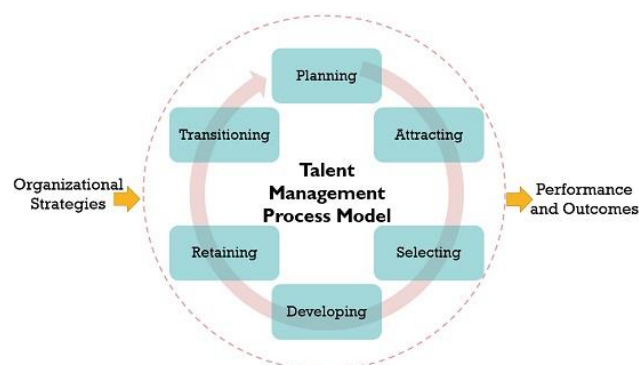 Planning
Transitioning
Attracting
Talent
Management
Process Model
Organizational
Strategies
Performance
and Outcomes
Retaining
Selecting
Developing